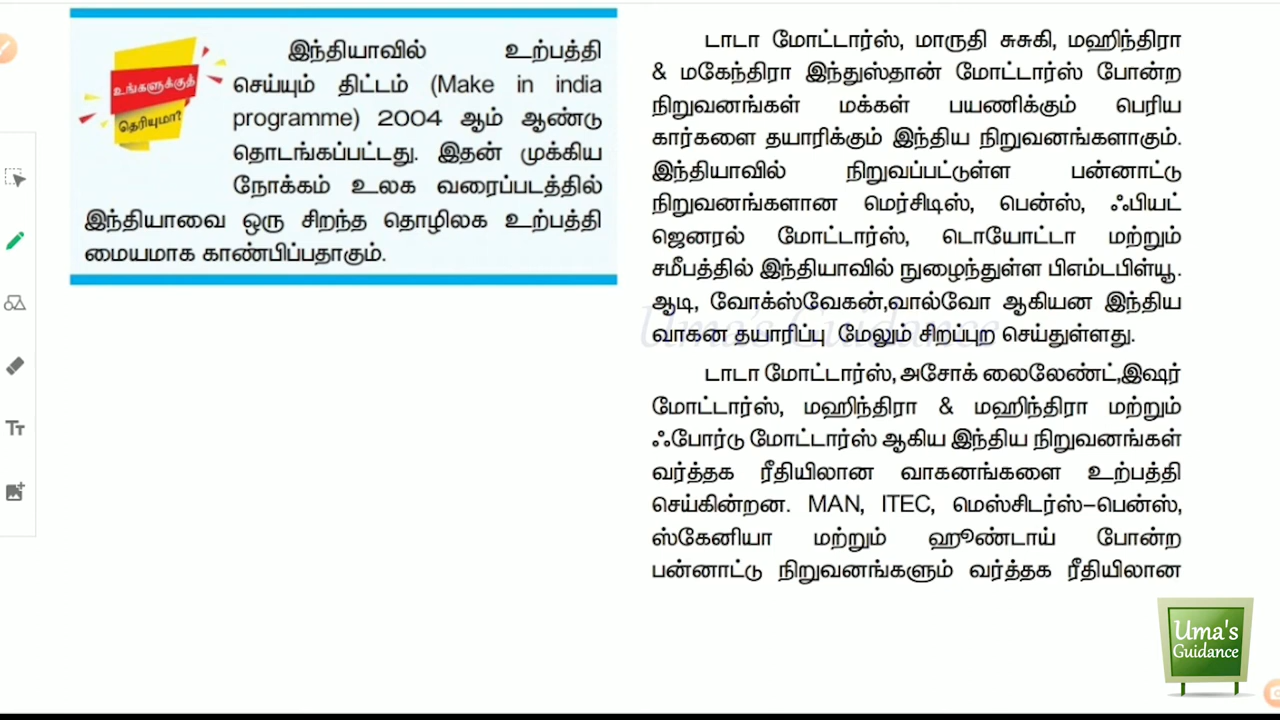 உங்களுக்குத்
தெரியுமா?
இந்தியாவில் உற்பத்தி
செய்யும் திட்டம் (Make in india
programme) 2004 ஆம் ஆண்டு
தொடங்கப்பட்டது. இதன் முக்கிய
நோக்கம் உலக வரைப்படத்தில்
இந்தியாவை ஒரு சிறந்த தொழிலக உற்பத்தி
மையமாக காண்பிப்பதாகும்.
டாடா மோட்டார்ஸ், மாருதி சுசுகி, மஹிந்திரா
& மகேந்திரா இந்துஸ்தான் மோட்டார்ஸ் போன்ற
நிறுவனங்கள் மக்கள் பயணிக்கும் பெரிய
கார்களை தயாரிக்கும் இந்திய நிறுவனங்களாகும்.
இந்தியாவில் நிறுவப்பட்டுள்ள பன்னாட்டு
நிறுவனங்களான மெர்சிடிஸ், பென்ஸ், ஃபியட்
ஜெனரல் மோட்டார்ஸ், டொயோட்டா மற்றும்
சமீபத்தில் இந்தியாவில் நுழைந்துள்ள பிஎம்டபிள்யூ.
ஆடி, வோக்ஸ்வேகன்,வால்வோ ஆகியன இந்திய
வாகன தயாரிப்பு மேலும் சிறப்புற செய்துள்ளது.
டாடா மோட்டார்ஸ்,அசோக் லைலேண்ட்,இஷர்
மோட்டார்ஸ், மஹிந்திரா & மஹிந்திரா மற்றும்
ஃபோர்டு மோட்டார்ஸ் ஆகிய இந்திய நிறுவனங்கள்
வர்த்தக ரீதியிலான வாகனங்களை உற்பத்தி
செய்கின்றன. MAN, ITEC, மெஸ்சிடர்ஸ்–பென்ஸ்,
ஸ்கேனியா மற்றும் ஹூண்டாய் போன்ற
பன்னாட்டு நிறுவனங்களும் வர்த்தக ரீதியிலான
Uma's Guidance
Uma's
Guidance
Tт